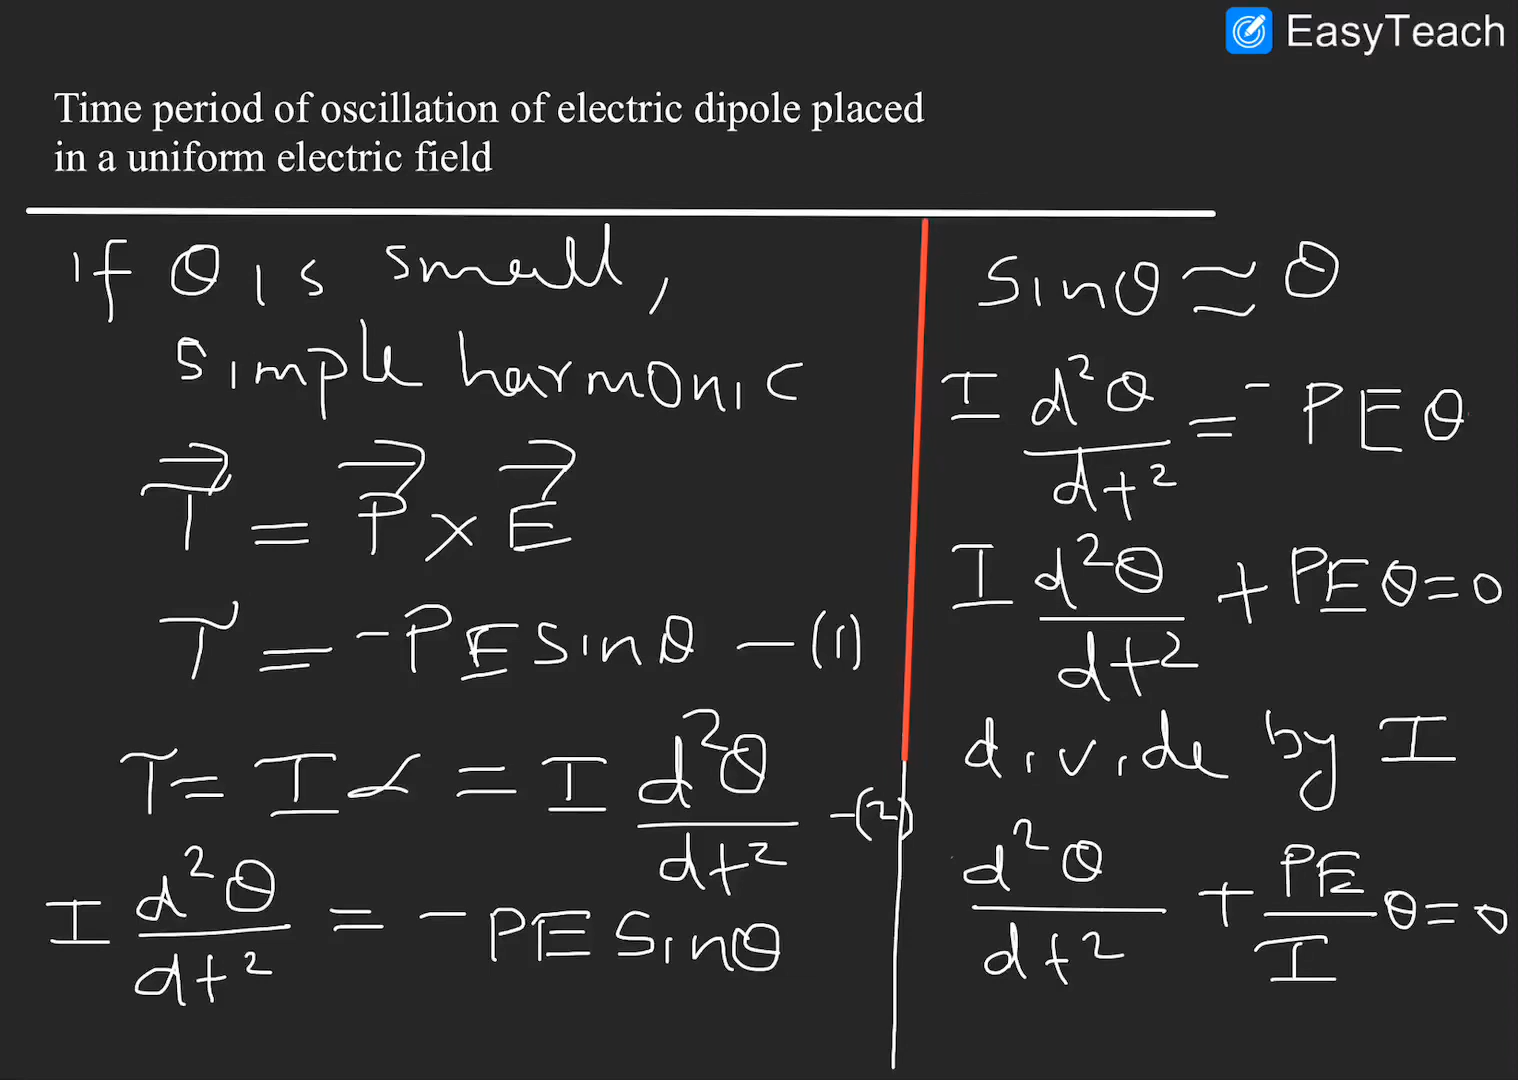 EasyTeach
Time period of oscillation of electric dipole placed
in a uniform electric field
if θ is small,
simple harmonic
τ⃗ = P⃗ × E⃗
τ = -PE sinθ — (1)
τ = Iα = I d²θ/dt² — (2)
I d²θ/dt² = -PE sinθ
sinθ ≈ θ
I d²θ/dt² = -PEθ
I d²θ/dt² + PEθ = 0
divide by I
d²θ/dt² + PE/I θ = 0